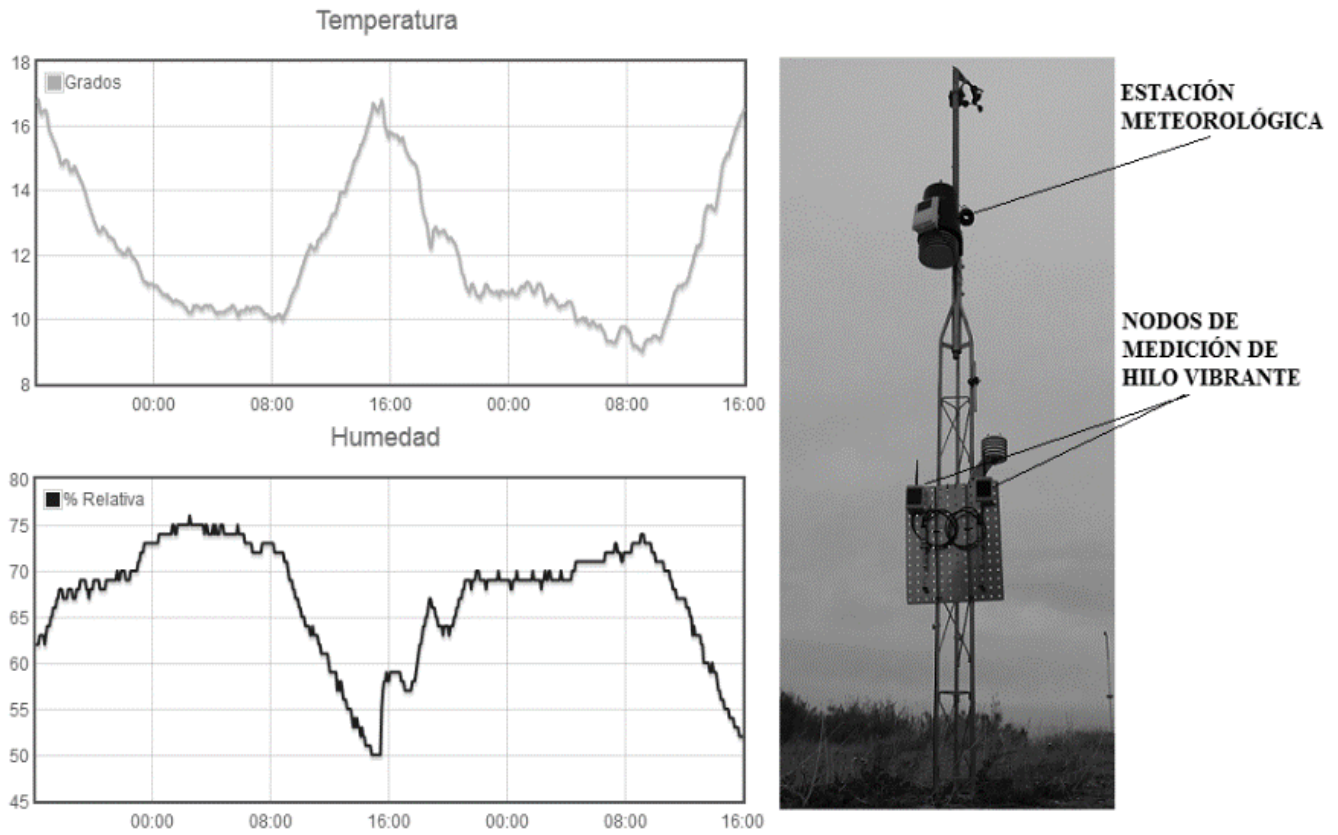 Temperatura
18
16
14
12
10
8
Grados
00:00 08:00 16:00 00:00 08:00 16:00
Humedad
80
75
70
65
60
55
50
45
% Relativa
00:00 08:00 16:00 00:00 08:00 16:00
ESTACIÓN
METEOROLÓGICA
NODOS DE
MEDICIÓN DE
HILO VIBRANTE